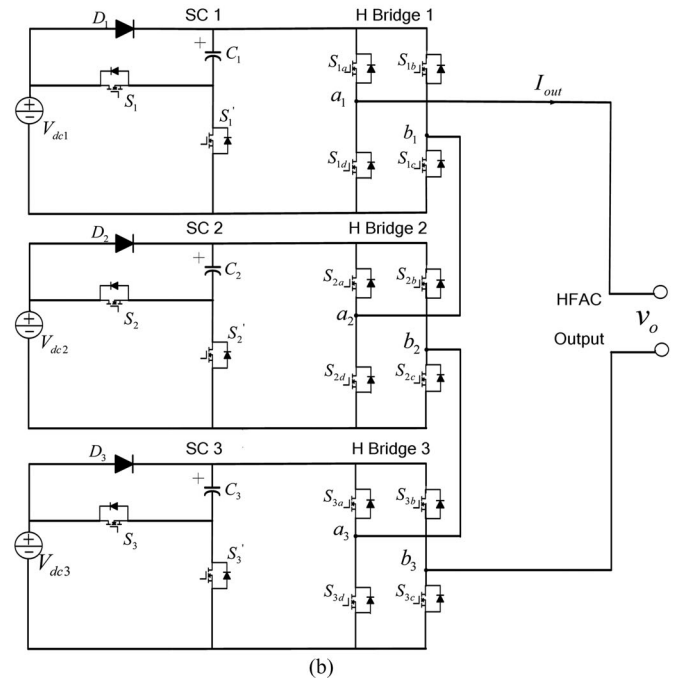 SC 1
H Bridge 1
D1
+
C1
S1a
S1b
S1
S1'
a1
Iout
Vdc1
b1
S1d
S1c
SC 2
H Bridge 2
D2
+
C2
S2a
S2b
S2
S2'
a2
HFAC
vo
Vdc2
b2
Output
S2d
S2c
SC 3
H Bridge 3
D3
+
C3
S3a
S3b
S3
S3'
a3
Vdc3
b3
S3d
S3c
(b)